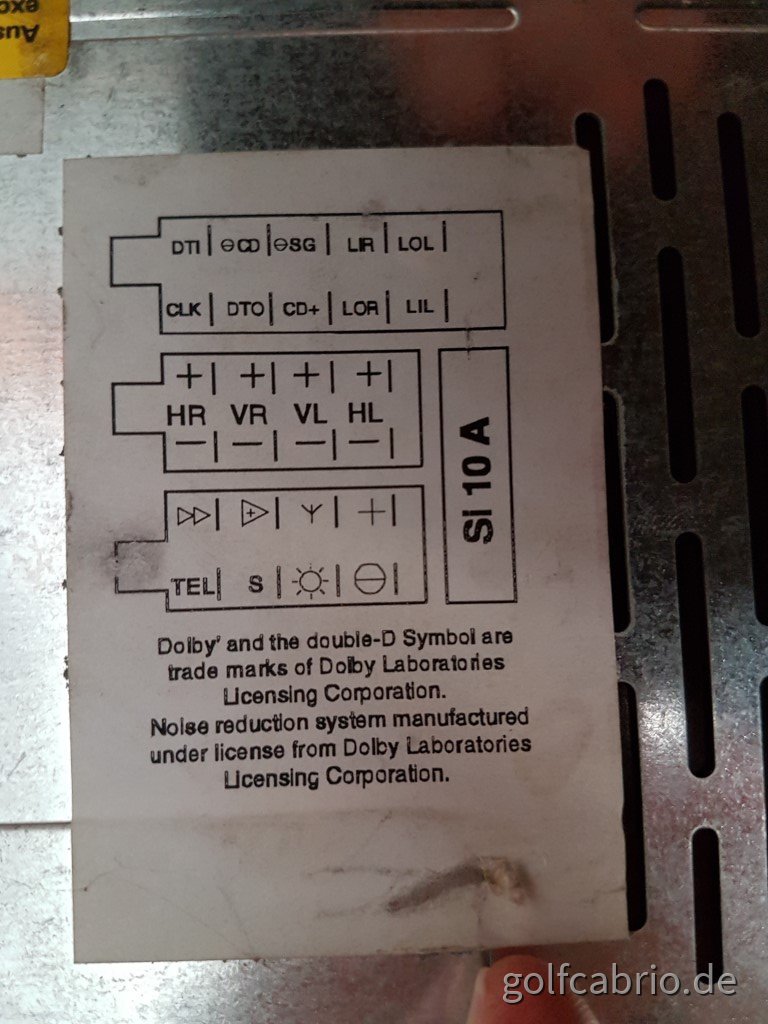 Aus
exc
DTI ⊖CD ⊖SG LIR LOL
CLK DTO CD+ LOR LIL
+ + + +
HR VR VL HL
− − − −
Si 10 A
+
TEL S ⊖
Dolby' and the double-D Symbol are
trade marks of Dolby Laboratories
Licensing Corporation.
Noise reduction system manufactured
under license from Dolby Laboratories
Licensing Corporation.
golfcabrio.de